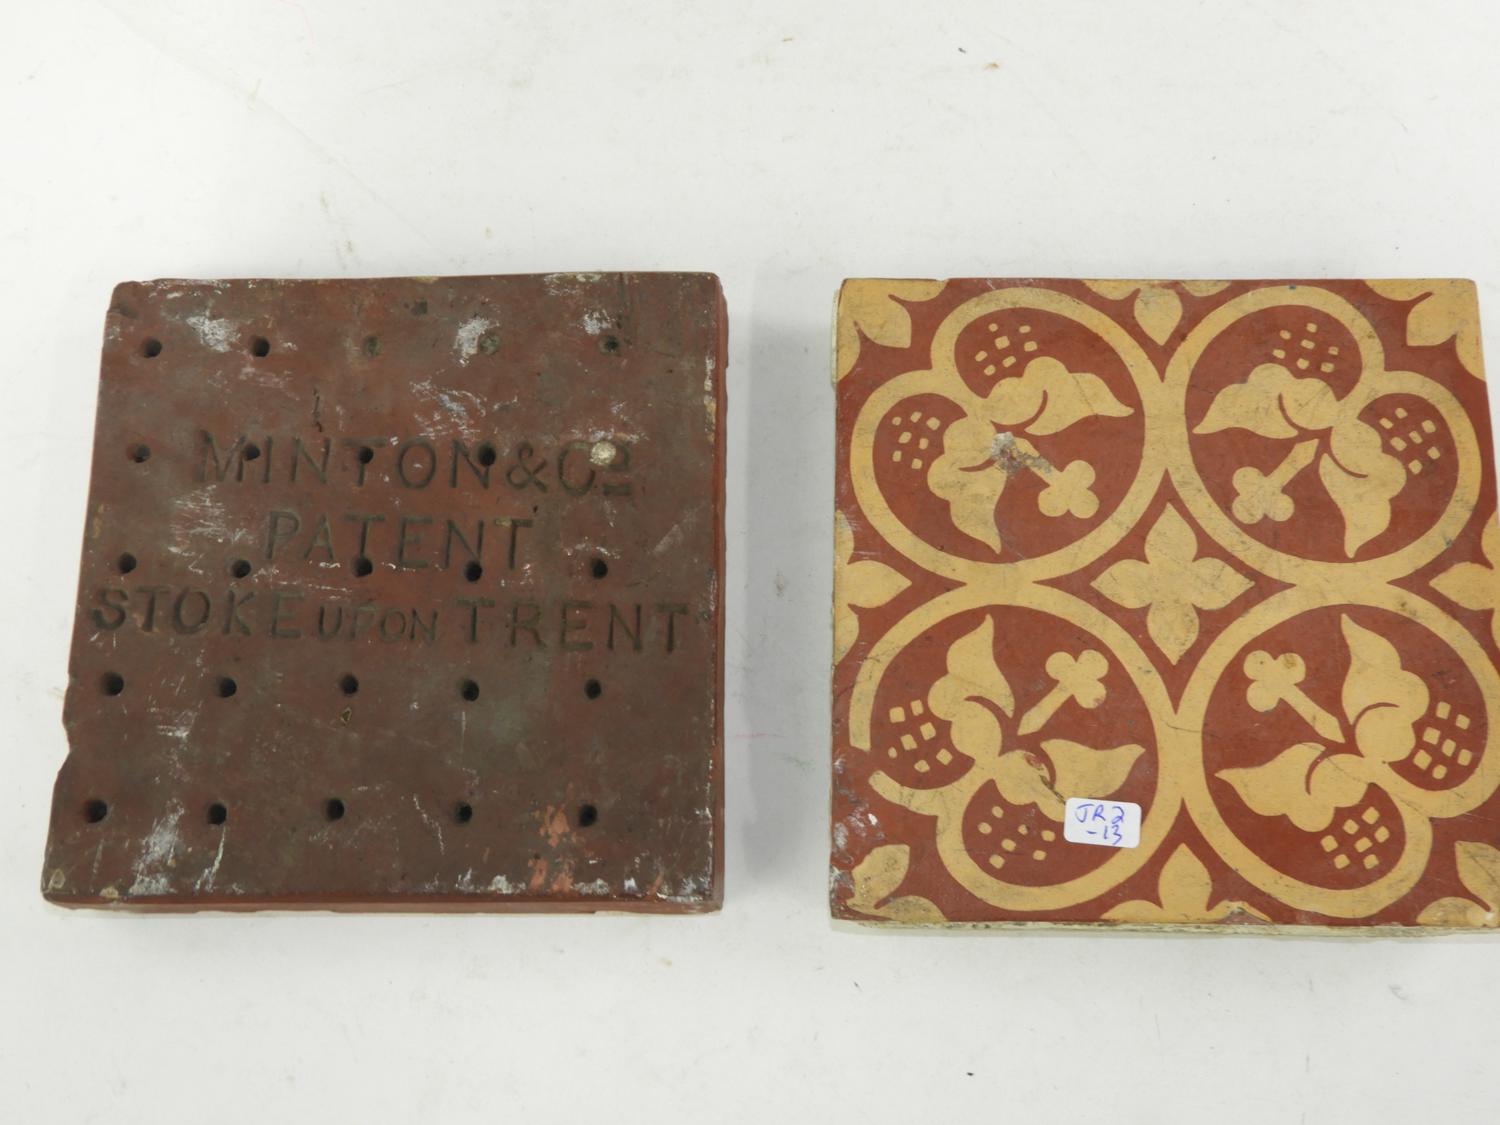 MINTON & Co
PATENT
STOKE UPON TRENT
JR2
-13